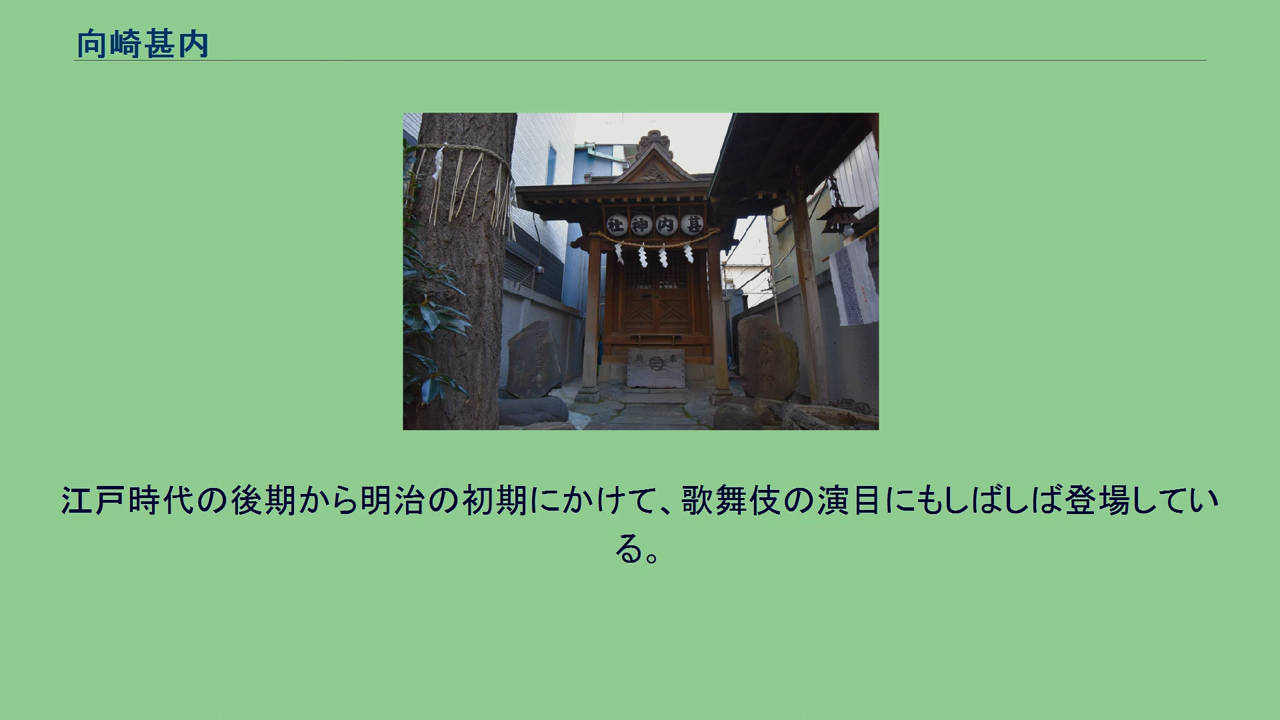 向崎甚内
社神内甚
江戸時代の後期から明治の初期にかけて、歌舞伎の演目にもしばしば登場してい
る。